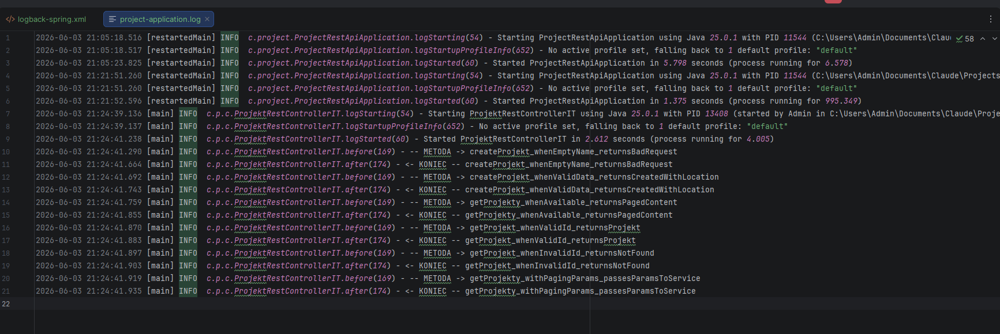 logback-spring.xml
project-application.log
58
1 2026-06-03 21:05:18.516 [restartedMain] INFO  c.project.ProjectRestApiApplication.logStarting(54) - Starting ProjectRestApiApplication using Java 25.0.1 with PID 11544 (C:\Users\Admin\Documents\Clau
2 2026-06-03 21:05:18.517 [restartedMain] INFO  c.project.ProjectRestApiApplication.logStartupProfileInfo(652) - No active profile set, falling back to 1 default profile: "default"
3 2026-06-03 21:05:23.825 [restartedMain] INFO  c.project.ProjectRestApiApplication.logStarted(60) - Started ProjectRestApiApplication in 5.798 seconds (process running for 6.578)
4 2026-06-03 21:21:51.260 [restartedMain] INFO  c.project.ProjectRestApiApplication.logStarting(54) - Starting ProjectRestApiApplication using Java 25.0.1 with PID 11544 (C:\Users\Admin\Documents\Claude\Projects
5 2026-06-03 21:21:51.260 [restartedMain] INFO  c.project.ProjectRestApiApplication.logStartupProfileInfo(652) - No active profile set, falling back to 1 default profile: "default"
6 2026-06-03 21:21:52.596 [restartedMain] INFO  c.project.ProjectRestApiApplication.logStarted(60) - Started ProjectRestApiApplication in 1.375 seconds (process running for 995.349)
7 2026-06-03 21:24:39.136 [main] INFO  c.p.c.ProjektRestControllerIT.logStarting(54) - Starting ProjektRestControllerIT using Java 25.0.1 with PID 13408 (started by Admin in C:\Users\Admin\Documents\Claude\Proje
8 2026-06-03 21:24:39.137 [main] INFO  c.p.c.ProjektRestControllerIT.logStartupProfileInfo(652) - No active profile set, falling back to 1 default profile: "default"
9 2026-06-03 21:24:41.238 [main] INFO  c.p.c.ProjektRestControllerIT.logStarted(60) - Started ProjektRestControllerIT in 2.612 seconds (process running for 4.005)
10 2026-06-03 21:24:41.290 [main] INFO  c.p.c.ProjektRestControllerIT.before(169) - -- METODA -> createProjekt_whenEmptyName_returnsBadRequest
11 2026-06-03 21:24:41.664 [main] INFO  c.p.c.ProjektRestControllerIT.after(174) - <- KONIEC -- createProjekt_whenEmptyName_returnsBadRequest
12 2026-06-03 21:24:41.692 [main] INFO  c.p.c.ProjektRestControllerIT.before(169) - -- METODA -> createProjekt_whenValidData_returnsCreatedWithLocation
13 2026-06-03 21:24:41.743 [main] INFO  c.p.c.ProjektRestControllerIT.after(174) - <- KONIEC -- createProjekt_whenValidData_returnsCreatedWithLocation
14 2026-06-03 21:24:41.759 [main] INFO  c.p.c.ProjektRestControllerIT.before(169) - -- METODA -> getProjekty_whenAvailable_returnsPagedContent
15 2026-06-03 21:24:41.855 [main] INFO  c.p.c.ProjektRestControllerIT.after(174) - <- KONIEC -- getProjekty_whenAvailable_returnsPagedContent
16 2026-06-03 21:24:41.870 [main] INFO  c.p.c.ProjektRestControllerIT.before(169) - -- METODA -> getProjekt_whenValidId_returnsProjekt
17 2026-06-03 21:24:41.883 [main] INFO  c.p.c.ProjektRestControllerIT.after(174) - <- KONIEC -- getProjekt_whenValidId_returnsProjekt
18 2026-06-03 21:24:41.897 [main] INFO  c.p.c.ProjektRestControllerIT.before(169) - -- METODA -> getProjekt_whenInvalidId_returnsNotFound
19 2026-06-03 21:24:41.903 [main] INFO  c.p.c.ProjektRestControllerIT.after(174) - <- KONIEC -- getProjekt_whenInvalidId_returnsNotFound
20 2026-06-03 21:24:41.919 [main] INFO  c.p.c.ProjektRestControllerIT.before(169) - -- METODA -> getProjekty_withPagingParams_passesParamsToService
21 2026-06-03 21:24:41.935 [main] INFO  c.p.c.ProjektRestControllerIT.after(174) - <- KONIEC -- getProjekty_withPagingParams_passesParamsToService
22